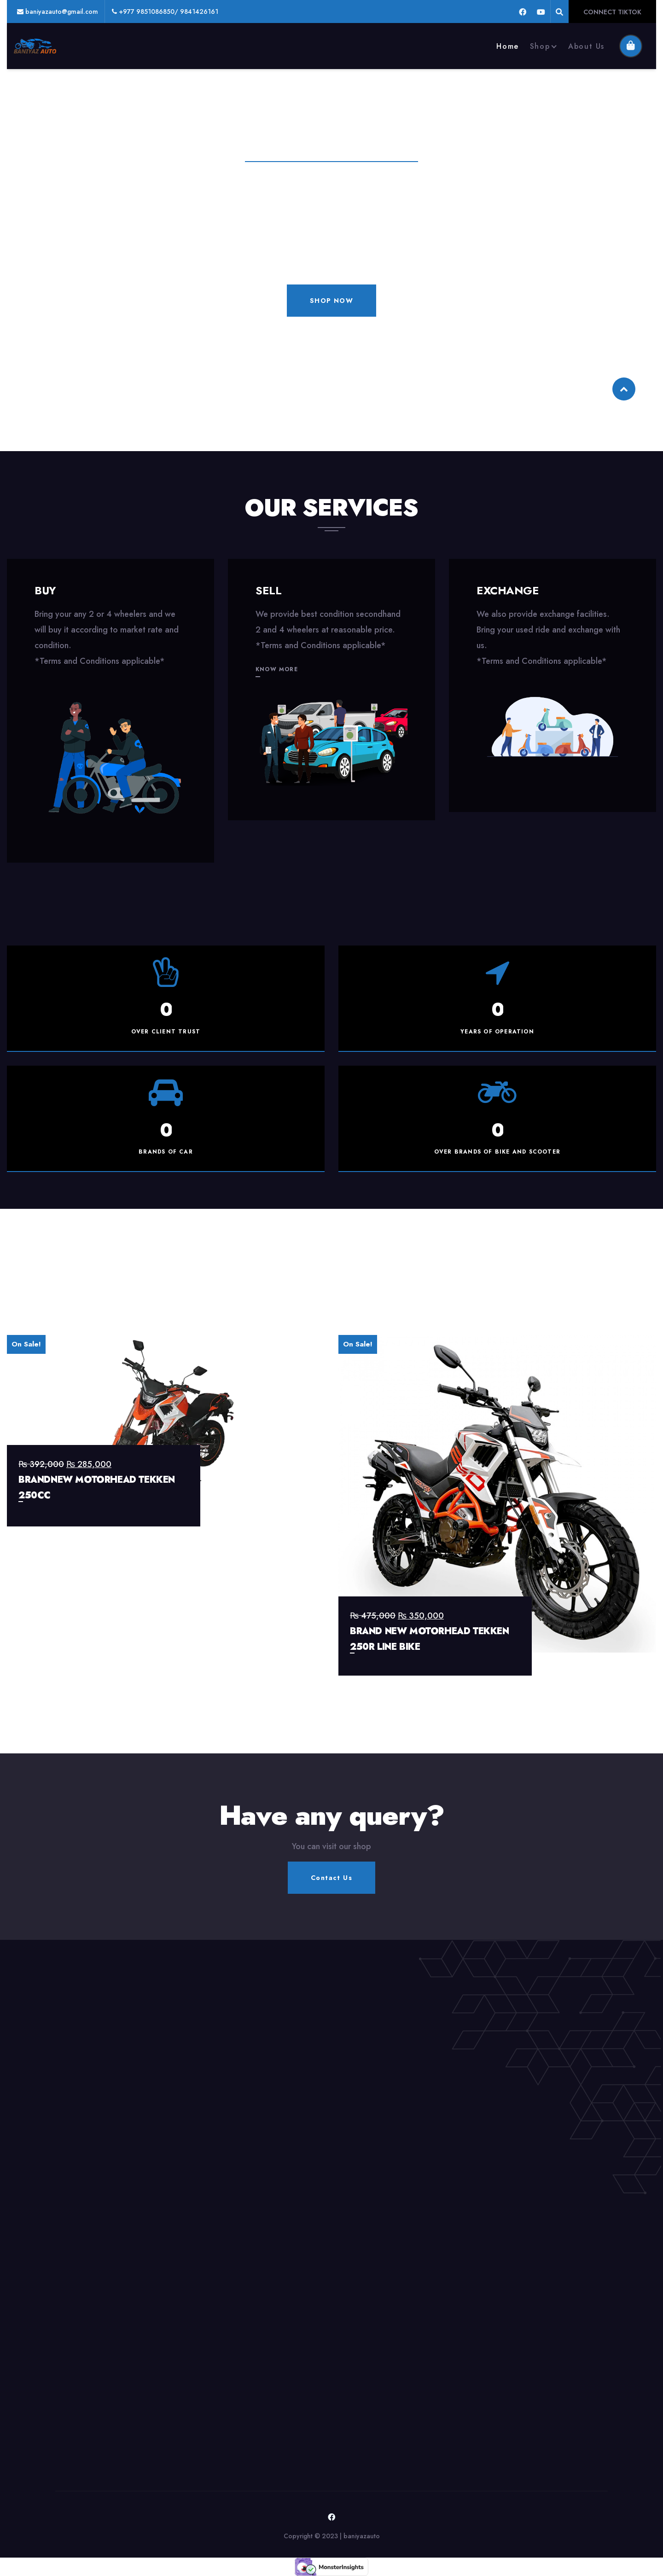 baniyazauto@gmail.com
+977 9851086850/ 9841426161
CONNECT TIKTOK
BANIYAZ AUTO
Home
Shop
About Us
SHOP NOW
OUR SERVICES
BUY
Bring your any 2 or 4 wheelers and we
will buy it according to market rate and
condition.
*Terms and Conditions applicable*
SELL
We provide best condition secondhand
2 and 4 wheelers at reasonable price.
*Terms and Conditions applicable*
KNOW MORE
EXCHANGE
We also provide exchange facilities.
Bring your used ride and exchange with
us.
*Terms and Conditions applicable*
0
OVER CLIENT TRUST
0
YEARS OF OPERATION
0
BRANDS OF CAR
0
OVER BRANDS OF BIKE AND SCOOTER
On Sale!
₨ 392,000 ₨ 285,000
BRANDNEW MOTORHEAD TEKKEN
250CC
On Sale!
₨ 475,000 ₨ 350,000
BRAND NEW MOTORHEAD TEKKEN
250R LINE BIKE
Have any query?
You can visit our shop
Contact Us
Copyright © 2023 | baniyazauto
MonsterInsights